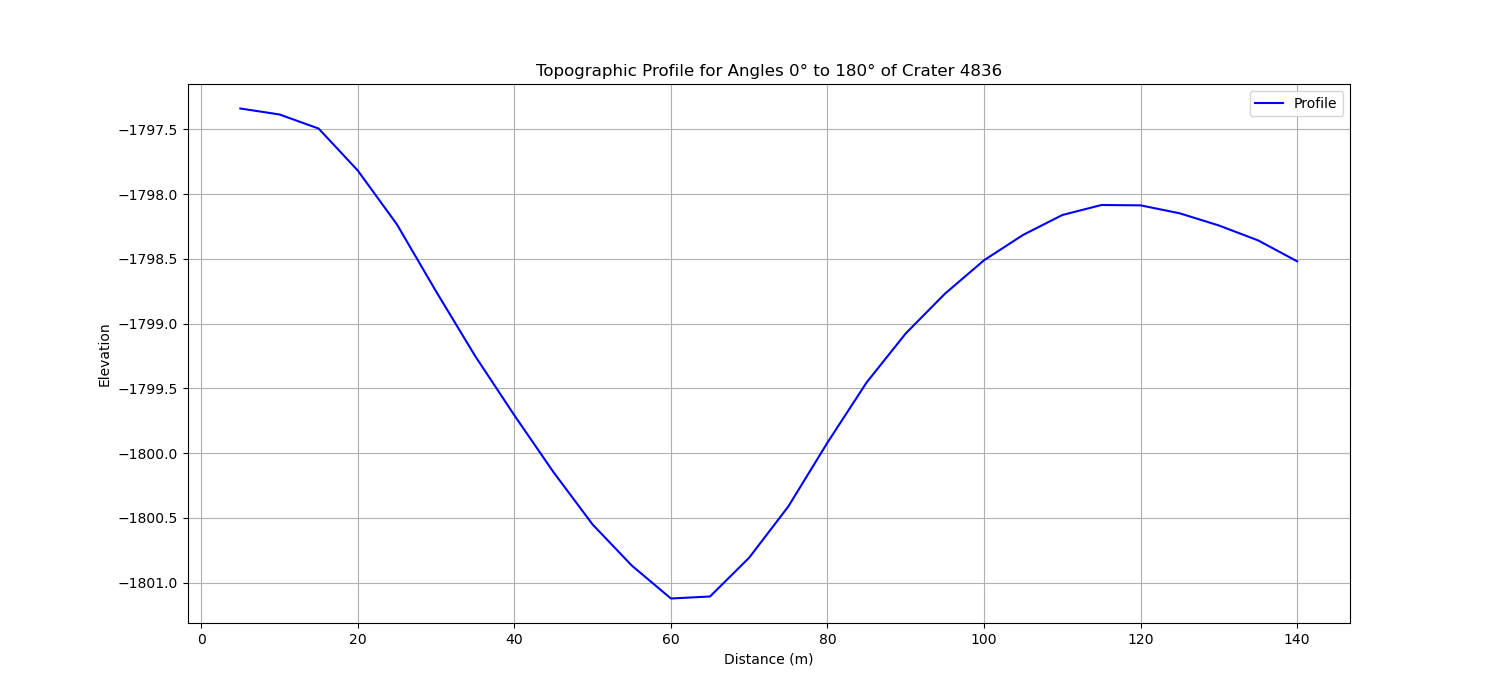 Topographic Profile for Angles 0° to 180° of Crater 4836
Profile
−1797.5
−1798.0
−1798.5
−1799.0
−1799.5
−1800.0
−1800.5
−1801.0
Elevation
0 20 40 60 80 100 120 140
Distance (m)